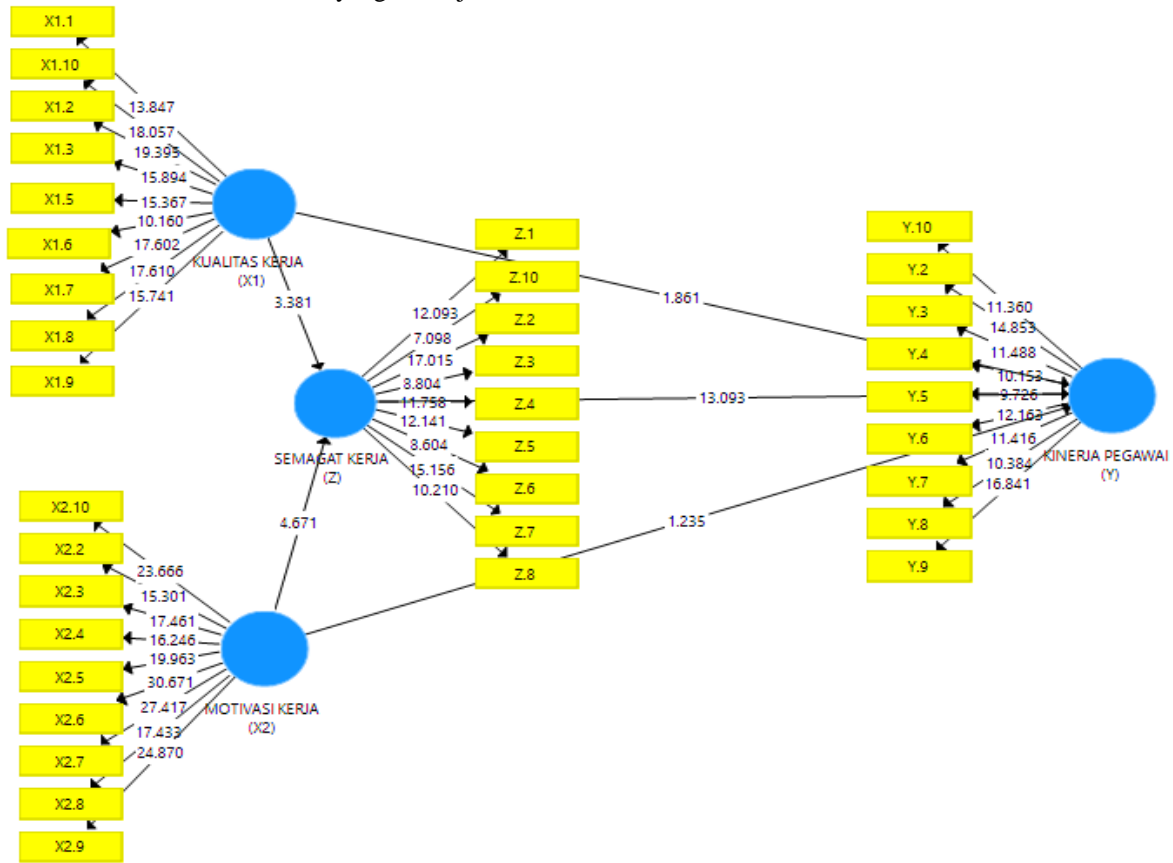 X1.1
X1.10
X1.2
X1.3
X1.5
X1.6
X1.7
X1.8
X1.9
13.847
18.057
19.395
15.894
15.367
10.160
17.602
17.610
15.741
KUALITAS KERJA
(X1)
3.381
1.861
X2.10
X2.2
X2.3
X2.4
X2.5
X2.6
X2.7
X2.8
X2.9
23.666
15.301
17.461
16.246
19.963
30.671
27.417
17.433
24.870
MOTIVASI KERJA
(X2)
4.671
1.235
SEMAGAT KERJA
(Z)
12.093
7.098
17.015
8.804
11.758
12.141
8.604
15.156
10.210
Z.1
Z.10
Z.2
Z.3
Z.4
Z.5
Z.6
Z.7
Z.8
13.093
Y.10
Y.2
Y.3
Y.4
Y.5
Y.6
Y.7
Y.8
Y.9
11.360
14.853
11.488
10.153
9.726
12.163
11.416
10.384
16.841
KINERJA PEGAWAI
(Y)